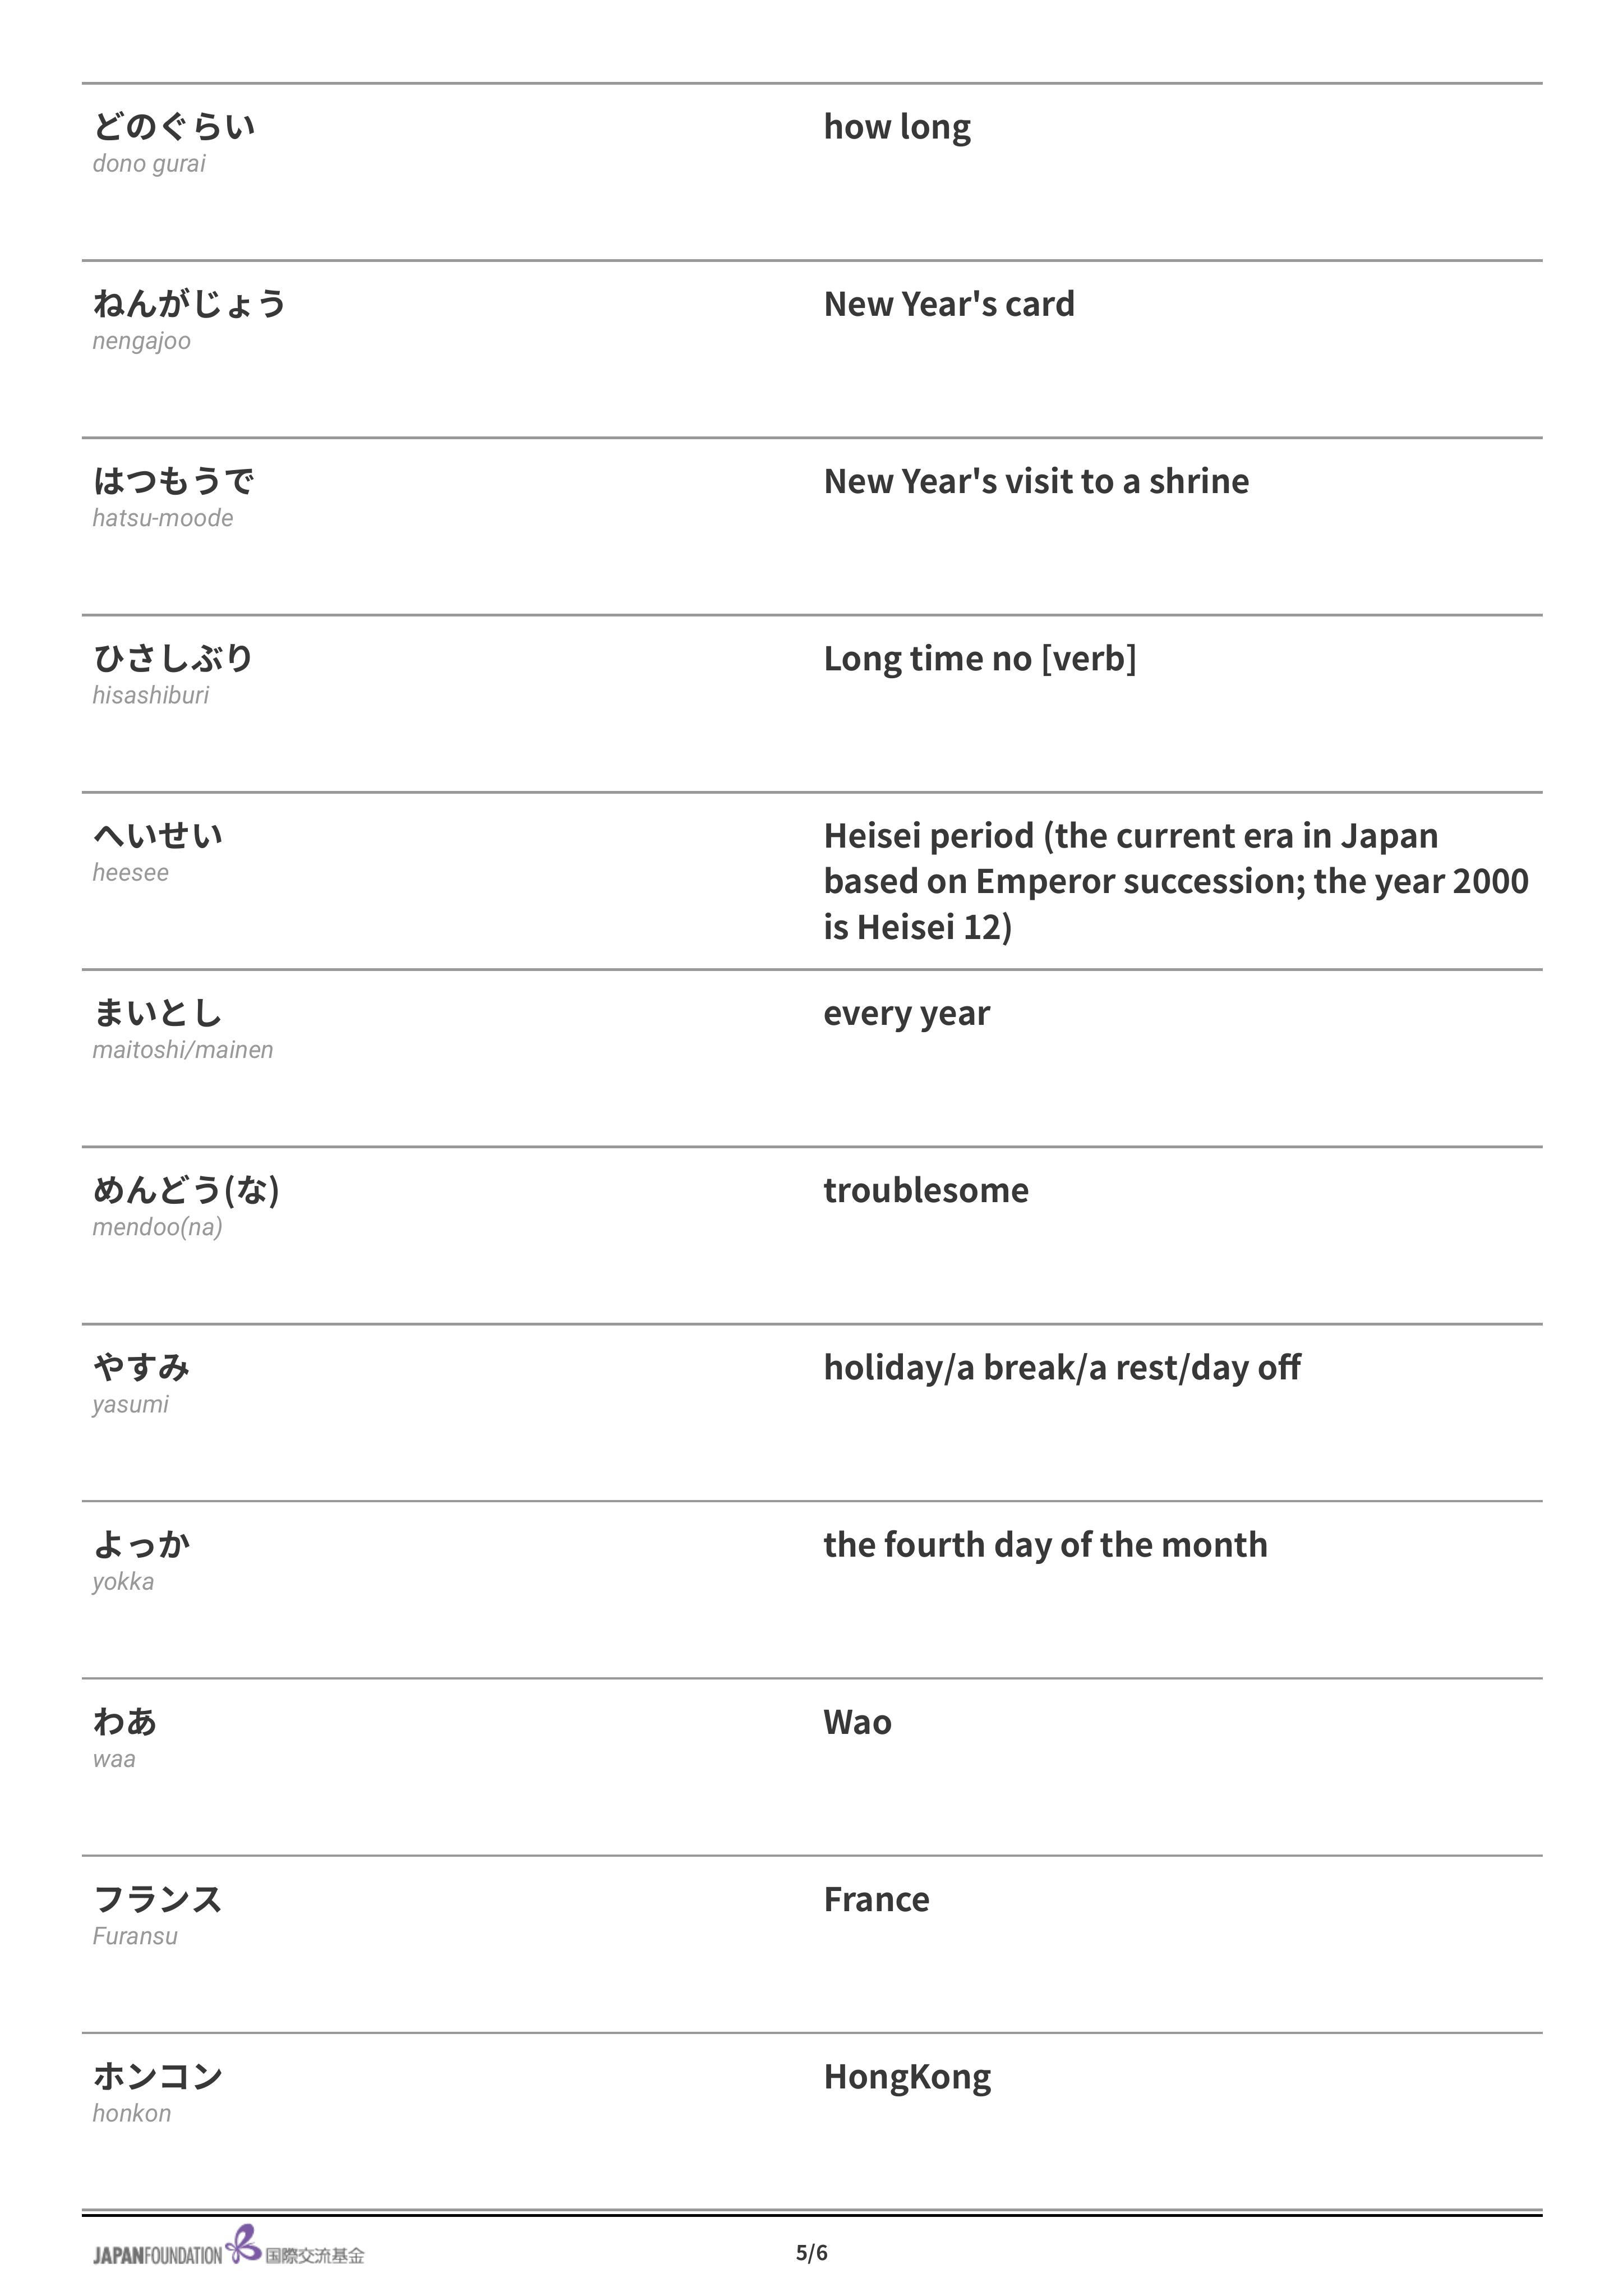 どのぐらい
how long
dono gurai
ねんがじょう
New Year's card
nengajoo
はつもうで
New Year's visit to a shrine
hatsu-moode
ひさしぶり
Long time no [verb]
hisashiburi
へいせい
Heisei period (the current era in Japan
heesee
based on Emperor succession; the year 2000
is Heisei 12)
まいとし
every year
maitoshi/mainen
めんどう(な)
troublesome
mendoo(na)
やすみ
holiday/a break/a rest/day off
yasumi
よっか
the fourth day of the month
yokka
わあ
Wao
waa
フランス
France
Furansu
ホンコン
HongKong
honkon
JAPANFOUNDATION 国際交流基金
5/6